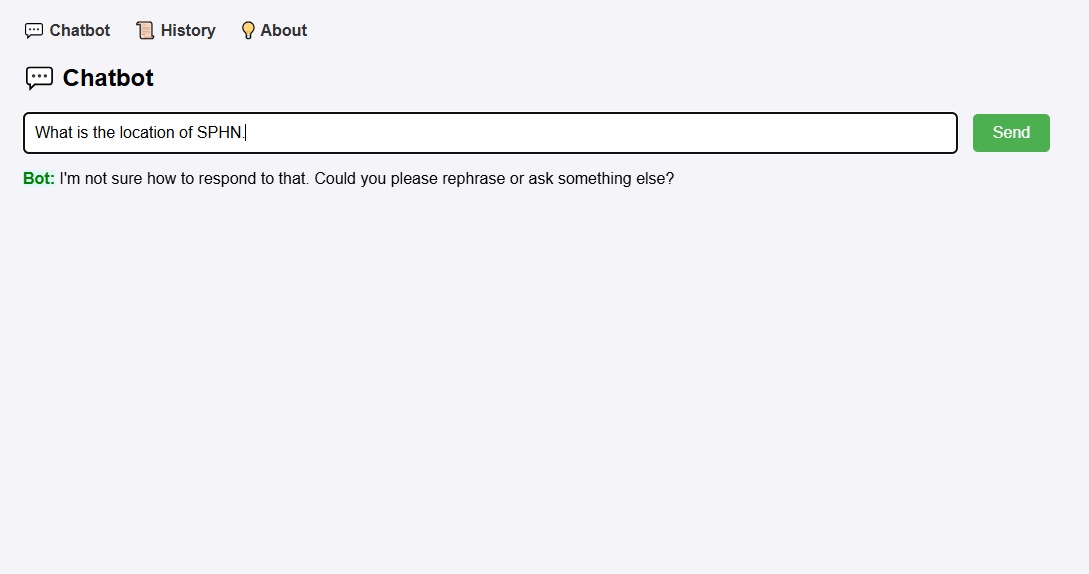 Chatbot History About
Chatbot
What is the location of SPHN.
Send
Bot: I'm not sure how to respond to that. Could you please rephrase or ask something else?